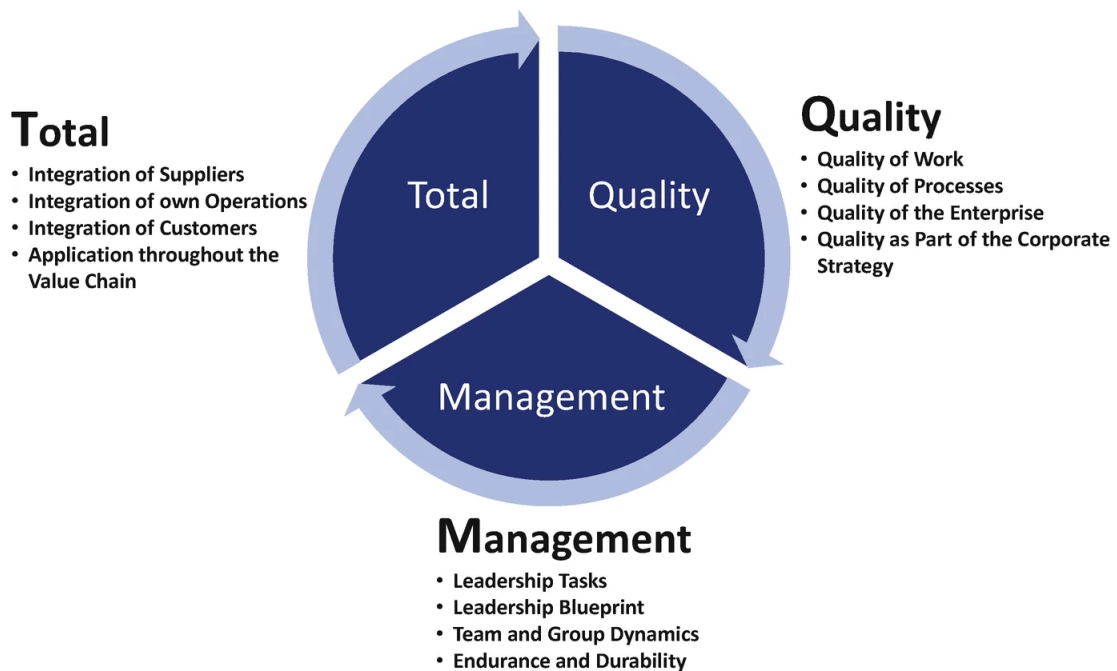 Total
• Integration of Suppliers
• Integration of own Operations
• Integration of Customers
• Application throughout the
Value Chain
Total
Quality
Management
Quality
• Quality of Work
• Quality of Processes
• Quality of the Enterprise
• Quality as Part of the Corporate
Strategy
Management
• Leadership Tasks
• Leadership Blueprint
• Team and Group Dynamics
• Endurance and Durability